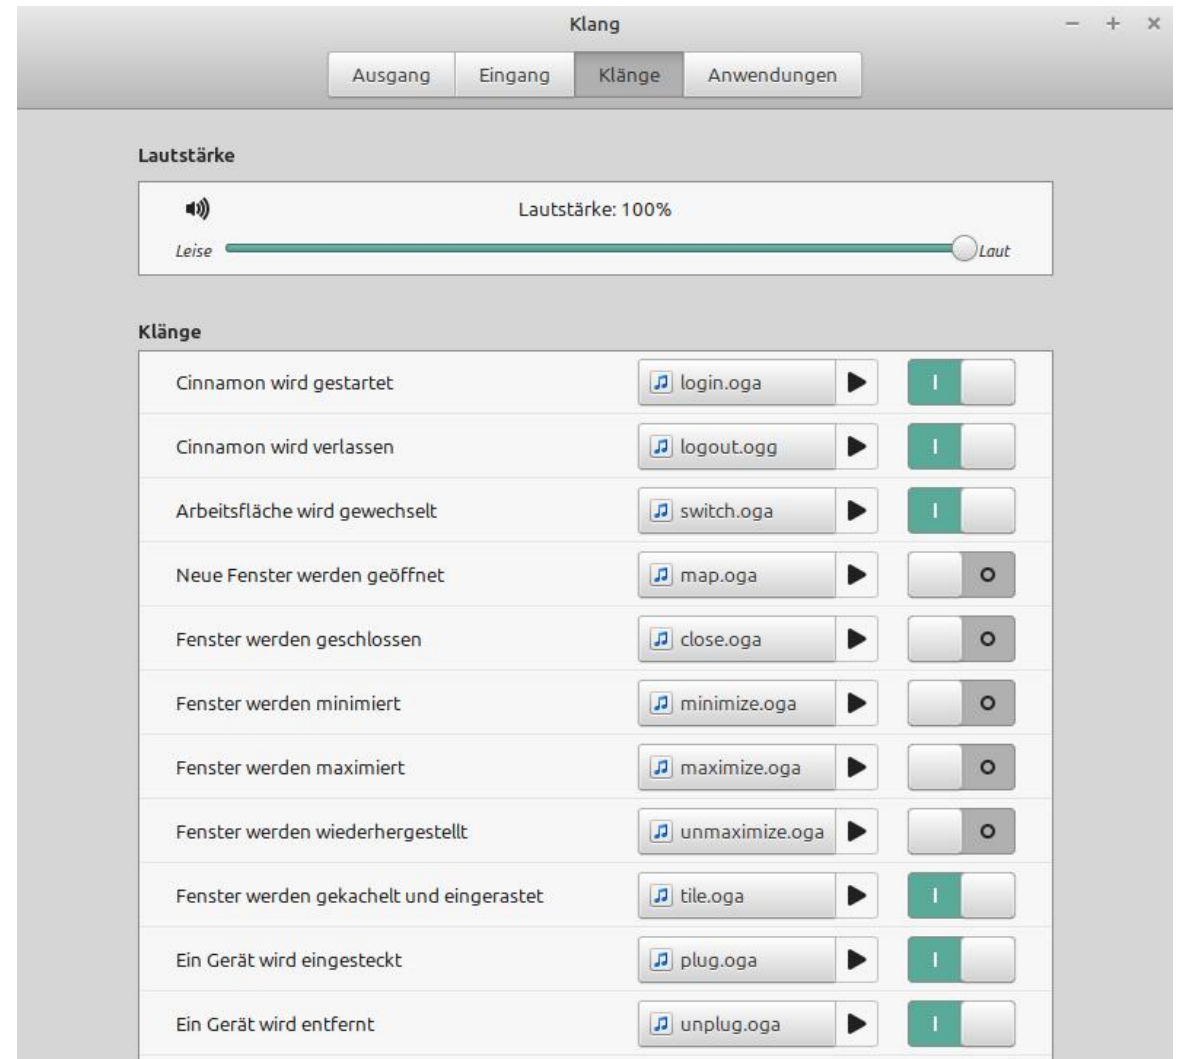 Klang
Ausgang Eingang Klänge Anwendungen
Lautstärke
Lautstärke: 100%
Leise Laut
Klänge
Cinnamon wird gestartet login.oga
Cinnamon wird verlassen logout.ogg
Arbeitsfläche wird gewechselt switch.oga
Neue Fenster werden geöffnet map.oga
Fenster werden geschlossen close.oga
Fenster werden minimiert minimize.oga
Fenster werden maximiert maximize.oga
Fenster werden wiederhergestellt unmaximize.oga
Fenster werden gekachelt und eingerastet tile.oga
Ein Gerät wird eingesteckt plug.oga
Ein Gerät wird entfernt unplug.oga